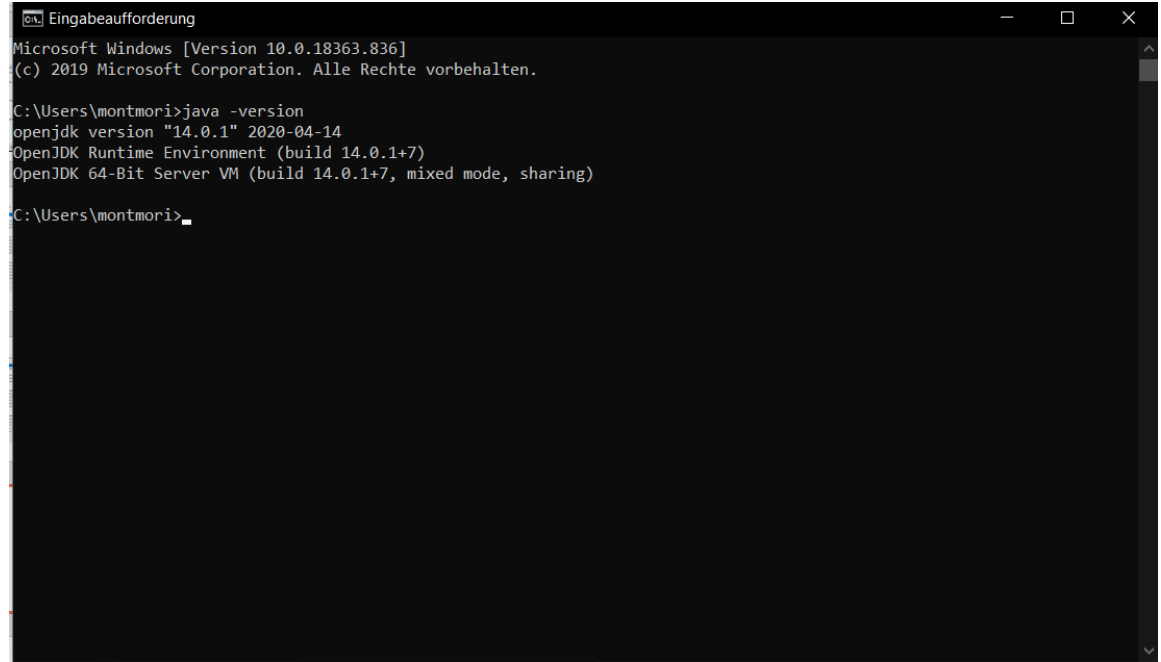 Eingabeaufforderung
Microsoft Windows [Version 10.0.18363.836]
(c) 2019 Microsoft Corporation. Alle Rechte vorbehalten.
C:\Users\montmori>java -version
openjdk version "14.0.1" 2020-04-14
OpenJDK Runtime Environment (build 14.0.1+7)
OpenJDK 64-Bit Server VM (build 14.0.1+7, mixed mode, sharing)
C:\Users\montmori>